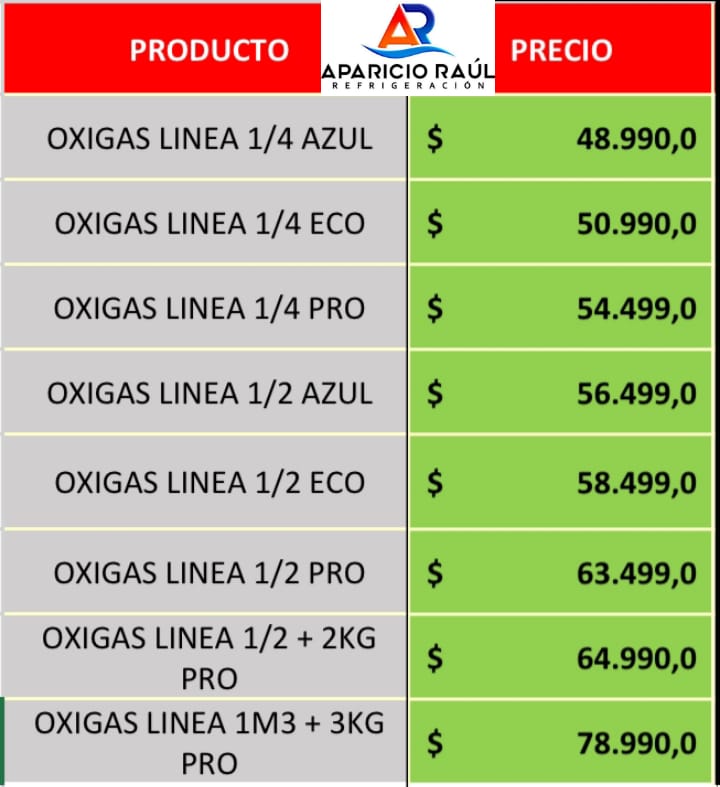 PRODUCTO
AR
APARICIO RAÚL
REFRIGERACIÓN
PRECIO
OXIGAS LINEA 1/4 AZUL $ 48.990,0
OXIGAS LINEA 1/4 ECO $ 50.990,0
OXIGAS LINEA 1/4 PRO $ 54.499,0
OXIGAS LINEA 1/2 AZUL $ 56.499,0
OXIGAS LINEA 1/2 ECO $ 58.499,0
OXIGAS LINEA 1/2 PRO $ 63.499,0
OXIGAS LINEA 1/2 + 2KG
PRO $ 64.990,0
OXIGAS LINEA 1M3 + 3KG
PRO $ 78.990,0